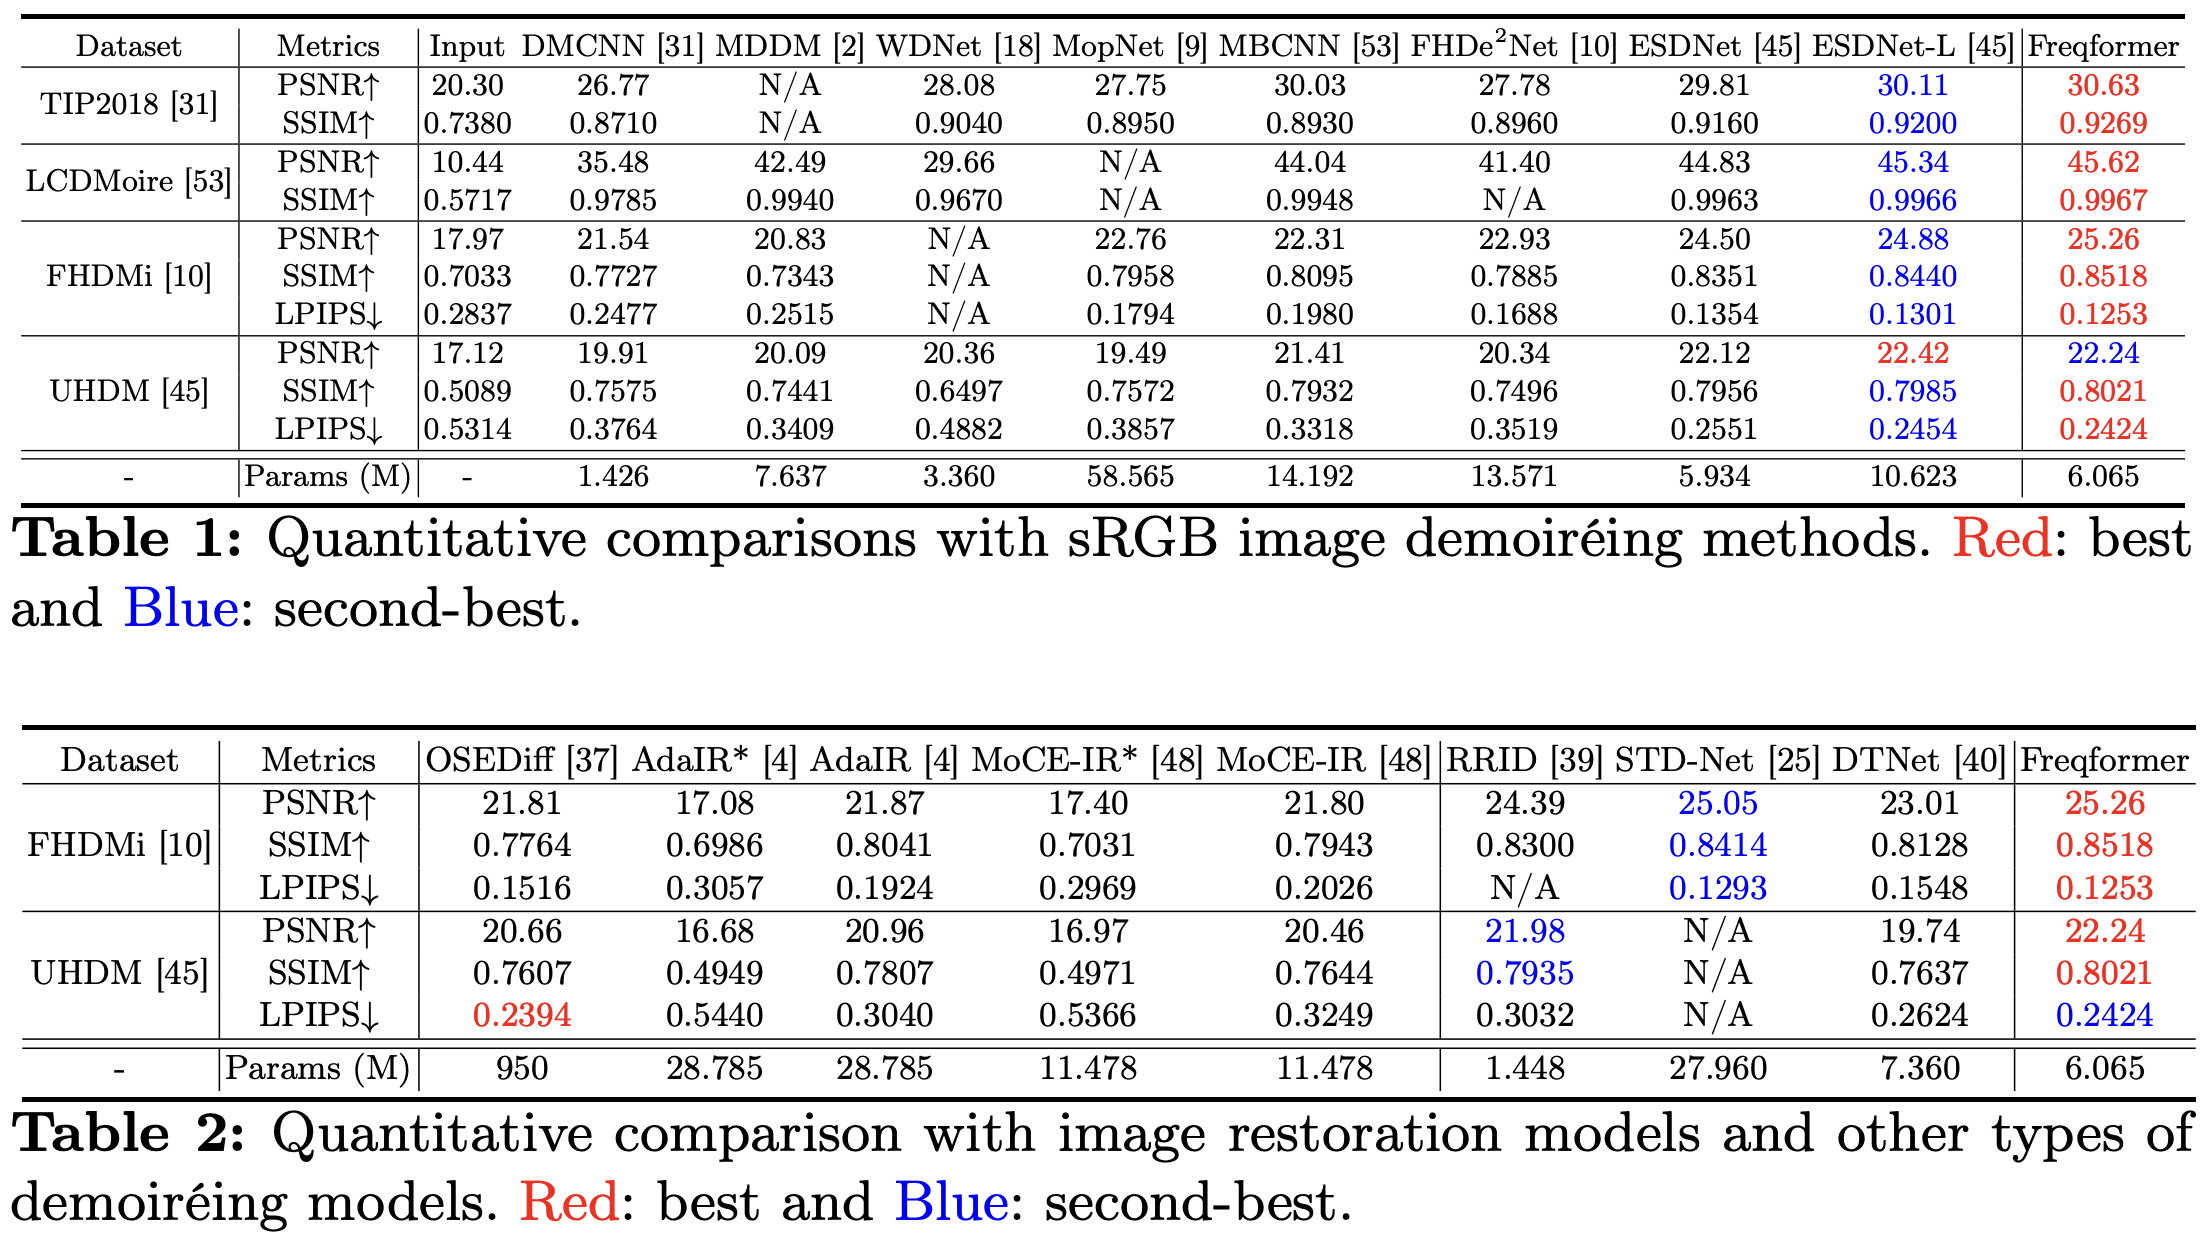 Dataset Metrics Input DMCNN [31] MDDM [2] WDNet [18] MopNet [9] MBCNN [53] FHDe²Net [10] ESDNet [45] ESDNet-L [45] Freqformer
TIP2018 [31] PSNR↑ 20.30 26.77 N/A 28.08 27.75 30.03 27.78 29.81 30.11 30.63
SSIM↑ 0.7380 0.8710 N/A 0.9040 0.8950 0.8930 0.8960 0.9160 0.9200 0.9269
LCDMoire [53] PSNR↑ 10.44 35.48 42.49 29.66 N/A 44.04 41.40 44.83 45.34 45.62
SSIM↑ 0.5717 0.9785 0.9940 0.9670 N/A 0.9948 N/A 0.9963 0.9966 0.9967
PSNR↑ 17.97 21.54 20.83 N/A 22.76 22.31 22.93 24.50 24.88 25.26
FHDMi [10] SSIM↑ 0.7033 0.7727 0.7343 N/A 0.7958 0.8095 0.7885 0.8351 0.8440 0.8518
LPIPS↓ 0.2837 0.2477 0.2515 N/A 0.1794 0.1980 0.1688 0.1354 0.1301 0.1253
PSNR↑ 17.12 19.91 20.09 20.36 19.49 21.41 20.34 22.12 22.42 22.24
UHDM [45] SSIM↑ 0.5089 0.7575 0.7441 0.6497 0.7572 0.7932 0.7496 0.7956 0.7985 0.8021
LPIPS↓ 0.5314 0.3764 0.3409 0.4882 0.3857 0.3318 0.3519 0.2551 0.2454 0.2424
- Params (M) - 1.426 7.637 3.360 58.565 14.192 13.571 5.934 10.623 6.065
Table 1: Quantitative comparisons with sRGB image demoiréing methods. Red: best
and Blue: second-best.
Dataset Metrics OSEDiff [37] AdaIR* [4] AdaIR [4] MoCE-IR* [48] MoCE-IR [48] RRID [39] STD-Net [25] DTNet [40] Freqformer
PSNR↑ 21.81 17.08 21.87 17.40 21.80 24.39 25.05 23.01 25.26
FHDMi [10] SSIM↑ 0.7764 0.6986 0.8041 0.7031 0.7943 0.8300 0.8414 0.8128 0.8518
LPIPS↓ 0.1516 0.3057 0.1924 0.2969 0.2026 N/A 0.1293 0.1548 0.1253
PSNR↑ 20.66 16.68 20.96 16.97 20.46 21.98 N/A 19.74 22.24
UHDM [45] SSIM↑ 0.7607 0.4949 0.7807 0.4971 0.7644 0.7935 N/A 0.7637 0.8021
LPIPS↓ 0.2394 0.5440 0.3040 0.5366 0.3249 0.3032 N/A 0.2624 0.2424
- Params (M) 950 28.785 28.785 11.478 11.478 1.448 27.960 7.360 6.065
Table 2: Quantitative comparison with image restoration models and other types of
demoiréing models. Red: best and Blue: second-best.